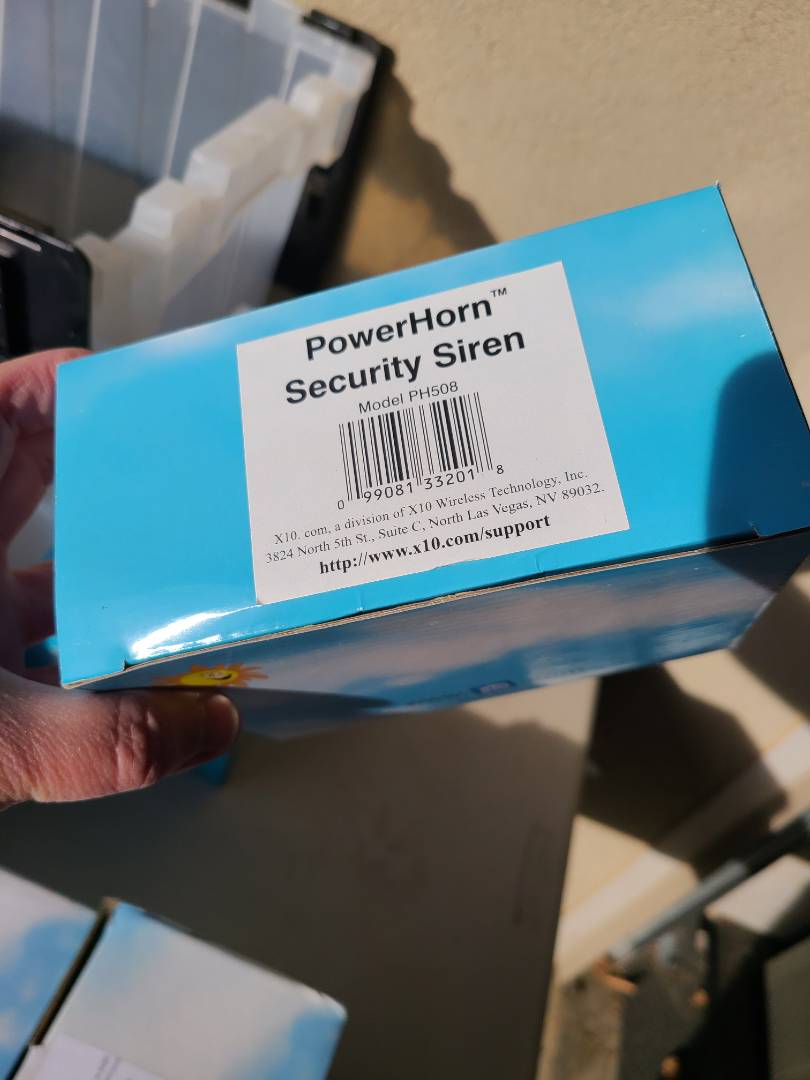 PowerHorn™
Security Siren
Model PH508
0 99081 33201 8
X10. com, a division of X10 Wireless Technology, Inc.
3824 North 5th St., Suite C, North Las Vegas, NV 89032.
http://www.x10.com/support